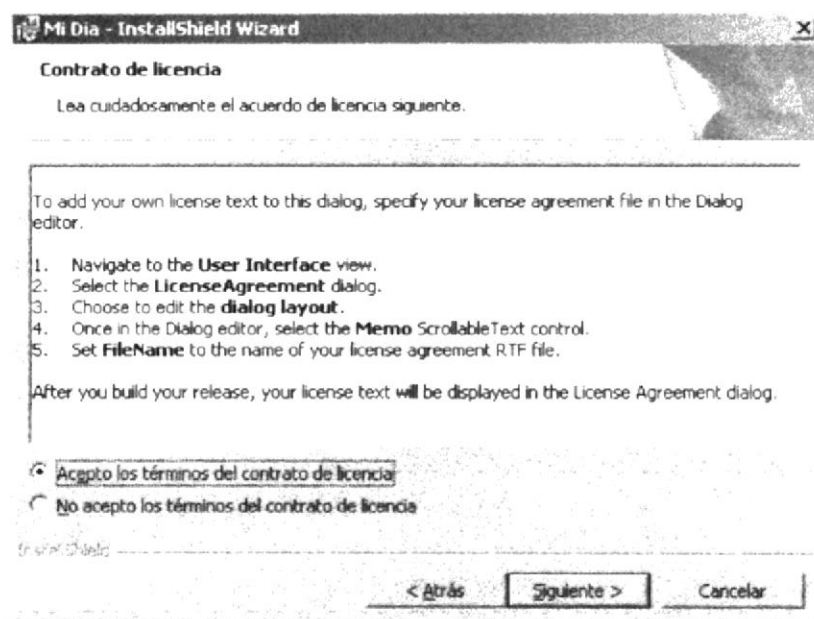 Mi Dia - InstallShield Wizard
Contrato de licencia
Lea cuidadosamente el acuerdo de licencia siguiente.
To add your own license text to this dialog, specify your license agreement file in the Dialog
editor.
1. Navigate to the User Interface view.
2. Select the LicenseAgreement dialog.
3. Choose to edit the dialog layout.
4. Once in the Dialog editor, select the Memo ScrollableText control.
5. Set FileName to the name of your license agreement RTF file.
After you build your release, your license text will be displayed in the License Agreement dialog.
Acepto los términos del contrato de licencia
No acepto los términos del contrato de licencia
InstallShield
< Atrás Siguiente > Cancelar